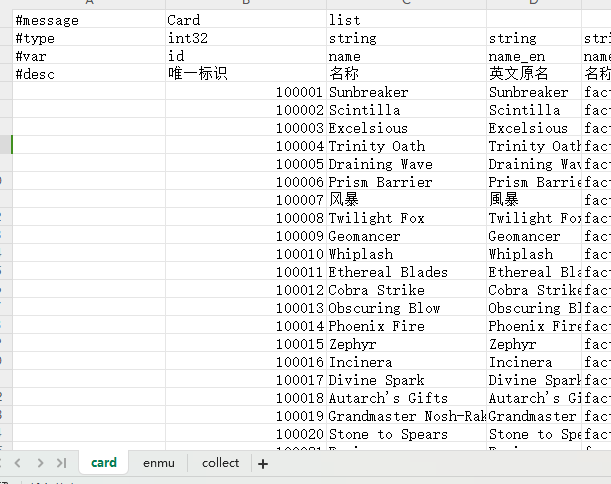 A B C D
#message Card list
#type int32 string string stri
#var id name name_en name
#desc 唯一标识 名称 英文原名 名称
100001 Sunbreaker Sunbreaker fact
100002 Scintilla Scintilla fact
100003 Excelsious Excelsious fact
100004 Trinity Oath Trinity Oath fact
100005 Draining Wave Draining Wav fact
100006 Prism Barrier Prism Barrie fact
100007 风暴 風暴 fact
100008 Twilight Fox Twilight Fox fact
100009 Geomancer Geomancer fact
100010 Whiplash Whiplash fact
100011 Ethereal Blades Ethereal Bla fact
100012 Cobra Strike Cobra Strike fact
100013 Obscuring Blow Obscuring Bl fact
100014 Phoenix Fire Phoenix Fire fact
100015 Zephyr Zephyr fact
100016 Incinera Incinera fact
100017 Divine Spark Divine Spark fact
100018 Autarch's Gifts Autarch's Gi fact
100019 Grandmaster Nosh-Rak Grandmaster fact
100020 Stone to Spears Stone to Spe fact
card enmu collect +